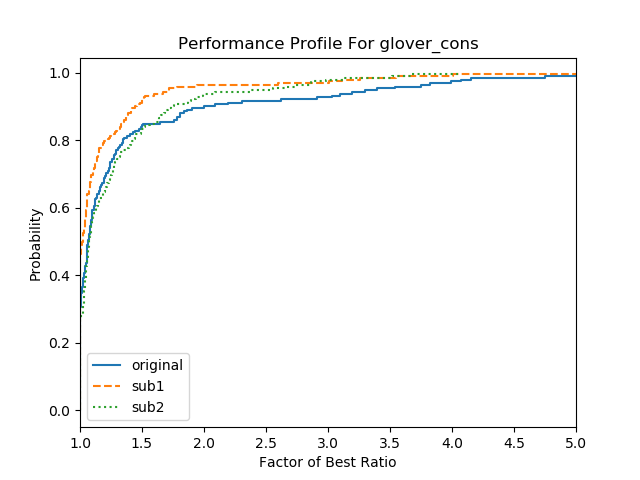 Performance Profile For glover_cons
Probability
1.0
0.8
0.6
0.4
0.2
0.0
original
sub1
sub2
1.0 1.5 2.0 2.5 3.0 3.5 4.0 4.5 5.0
Factor of Best Ratio